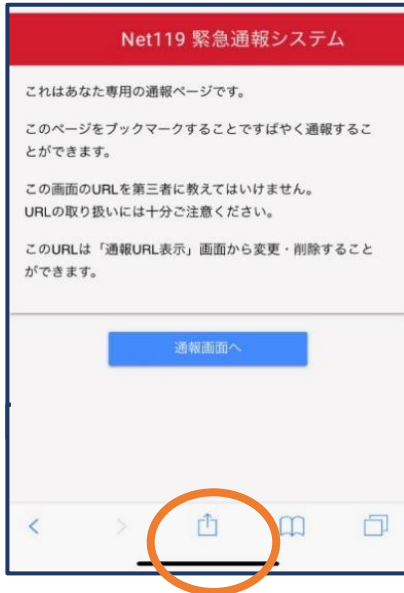 Net119 緊急通報システム
これはあなた専用の通報ページです。
このページをブックマークすることですばやく通報するこ
とができます。
この画面のURLを第三者に教えてはいけません。
URLの取り扱いには十分ご注意ください。
このURLは「通報URL表示」画面から変更・削除すること
ができます。
通報画面へ